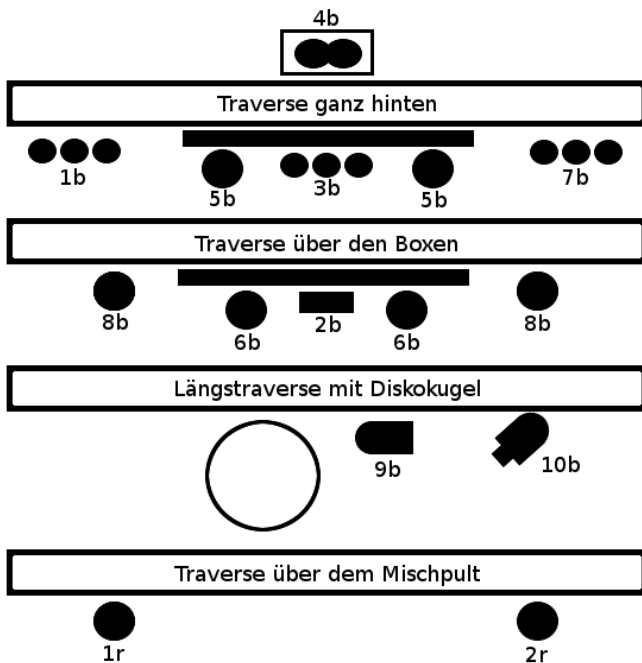 4b
Traverse ganz hinten
1b
5b
3b
5b
7b
Traverse über den Boxen
8b
6b
2b
6b
8b
Längstraverse mit Diskokugel
9b
10b
Traverse über dem Mischpult
1r
2r